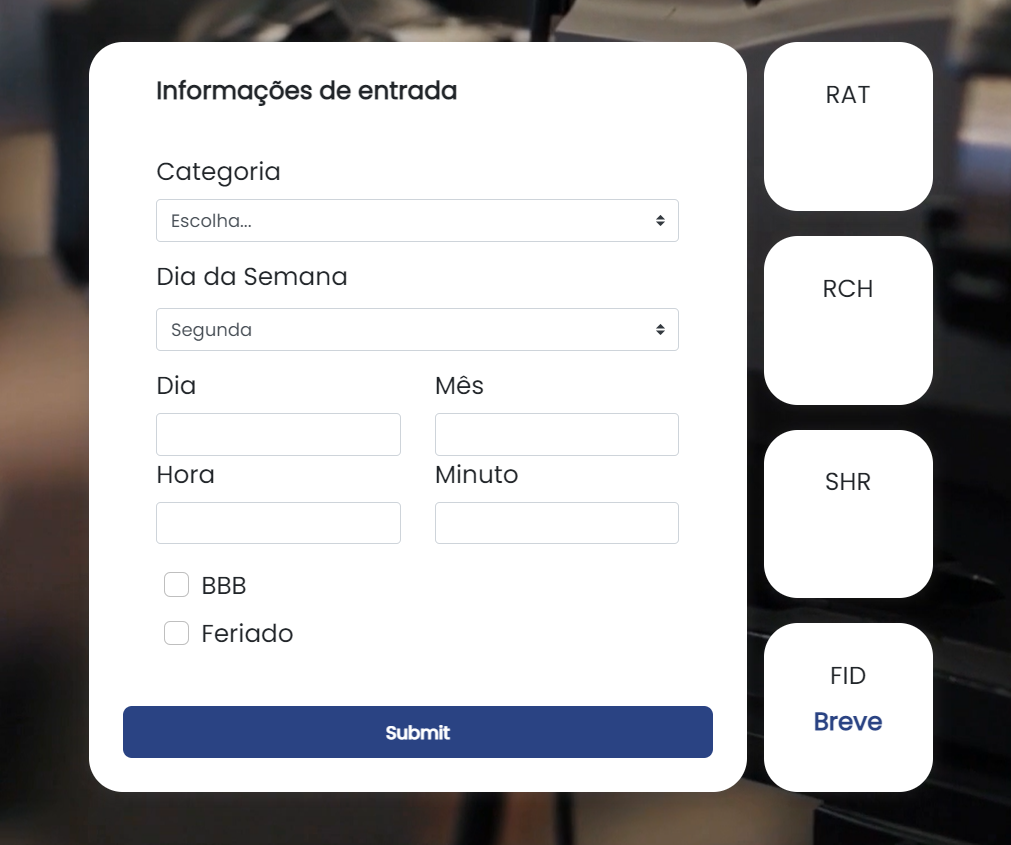 Informações de entrada
Categoria
Escolha...
Dia da Semana
Segunda
Dia
Mês
Hora
Minuto
BBB
Feriado
Submit
RAT
RCH
SHR
FID
Breve